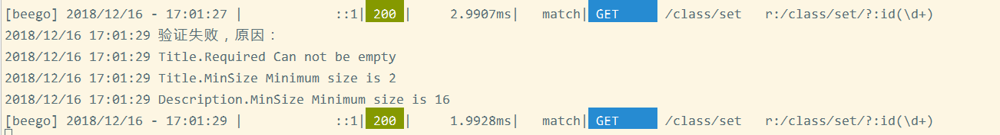 [beego] 2018/12/16 - 17:01:27 | ::1| 200 | 2.9907ms| match| GET /class/set r:/class/set/?:id(\d+)
2018/12/16 17:01:29 验证失败，原因：
2018/12/16 17:01:29 Title.Required Can not be empty
2018/12/16 17:01:29 Title.MinSize Minimum size is 2
2018/12/16 17:01:29 Description.MinSize Minimum size is 16
[beego] 2018/12/16 - 17:01:29 | ::1| 200 | 1.9928ms| match| GET /class/set r:/class/set/?:id(\d+)